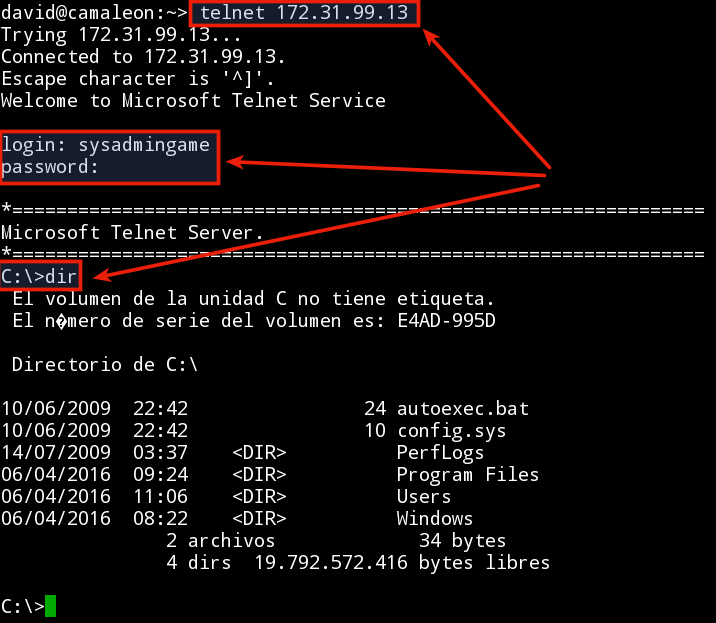 david@camaleon:~> telnet 172.31.99.13
Trying 172.31.99.13...
Connected to 172.31.99.13.
Escape character is '^]'.
Welcome to Microsoft Telnet Service
login: sysadmingame
password:
*===============================================================
Microsoft Telnet Server.
*===============================================================
C:\>dir
 El volumen de la unidad C no tiene etiqueta.
 El n�mero de serie del volumen es: E4AD-995D
 Directorio de C:\
10/06/2009  22:42                24 autoexec.bat
10/06/2009  22:42                10 config.sys
14/07/2009  03:37    <DIR>          PerfLogs
06/04/2016  09:24    <DIR>          Program Files
06/04/2016  11:06    <DIR>          Users
06/04/2016  08:22    <DIR>          Windows
               2 archivos             34 bytes
               4 dirs  19.792.572.416 bytes libres
C:\>